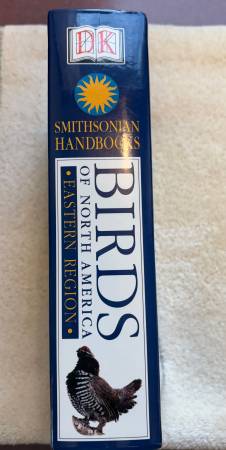 DK
SMITHSONIAN
HANDBOOKS
BIRDS
OF NORTH AMERICA
• EASTERN REGION •